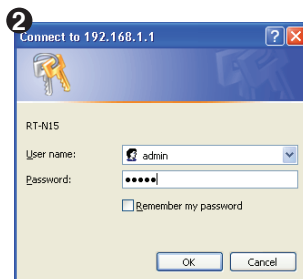 2
Connect to 192.168.1.1
RT-N15
User name: admin
Password: •••••
Remember my password
OK Cancel